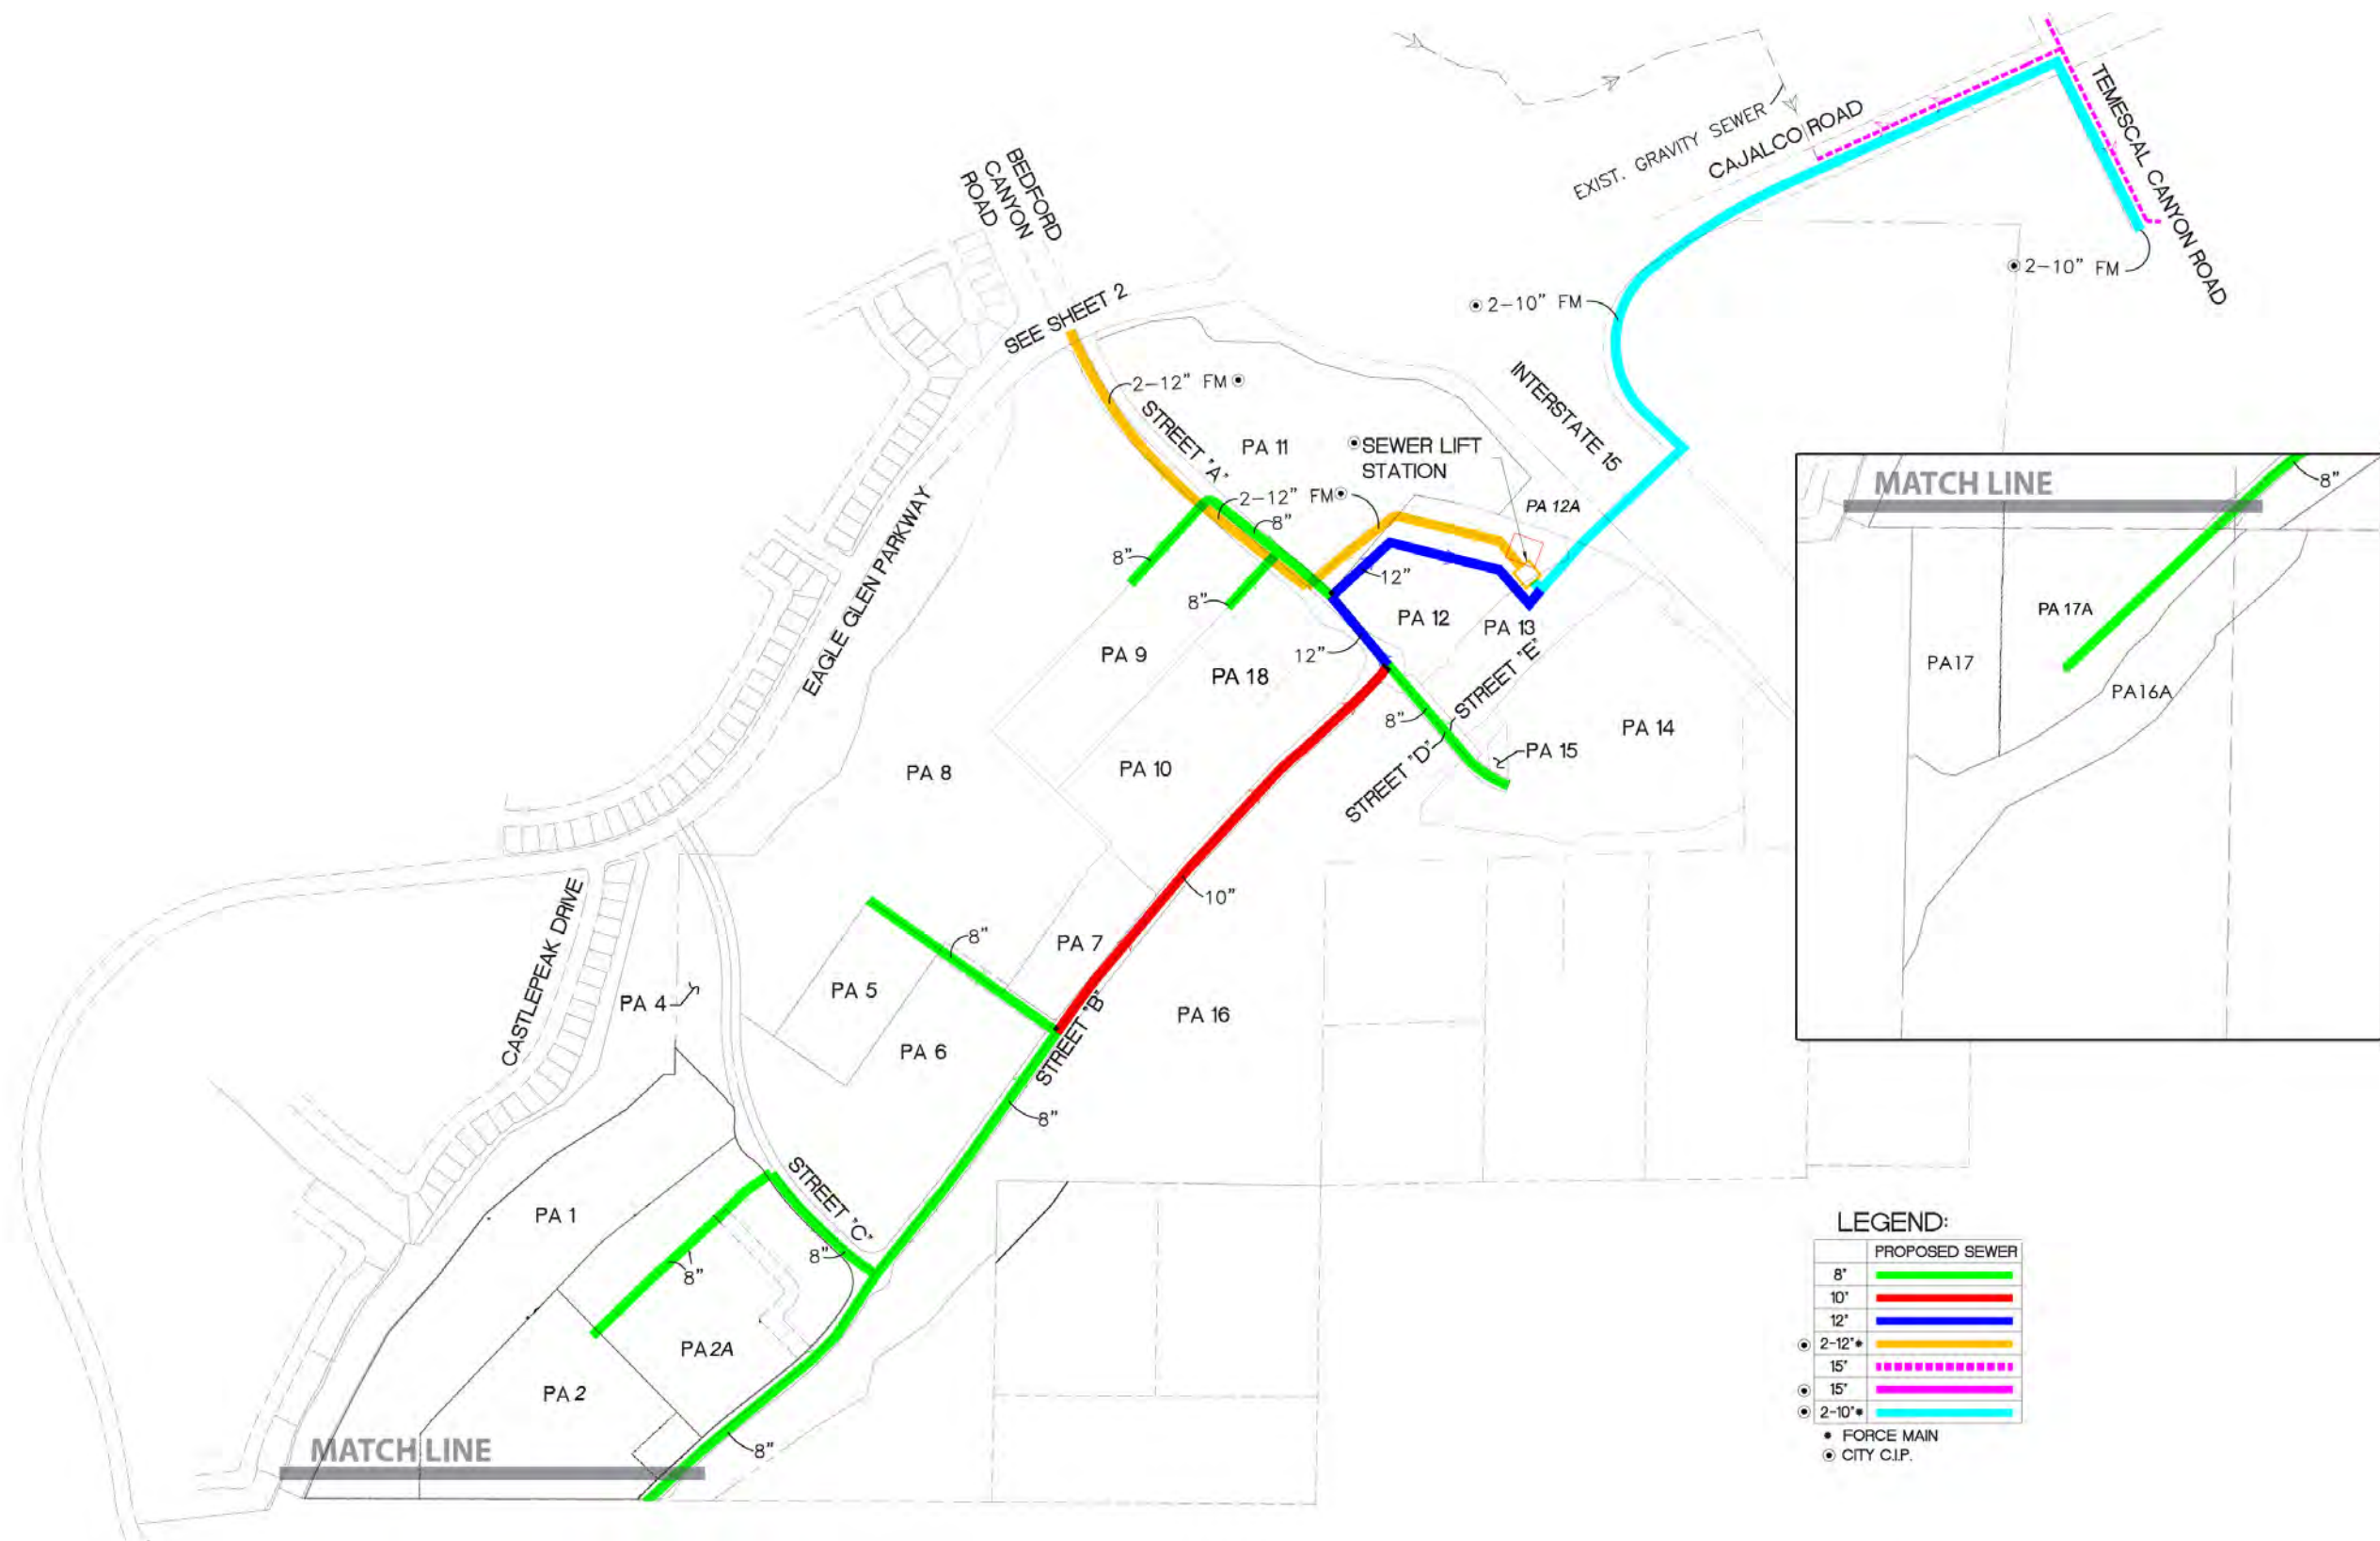 BEDFORD
CANYON
ROAD
SEE SHEET 2
EXIST. GRAVITY SEWER
CAJALCO ROAD
TEMESCAL CANYON ROAD
2-10" FM
2-10" FM
INTERSTATE 15
2-12" FM
STREET "A"
PA 11
SEWER LIFT
STATION
2-12" FM
8"
PA 12A
8"
8"
12"
PA 12
PA 13
12"
PA 9
PA 18
STREET "E"
8"
STREET "D"
PA 15
PA 14
EAGLE GLEN PARKWAY
PA 8
PA 10
10"
CASTLEPEAK DRIVE
PA 4
PA 5
8"
PA 7
PA 6
STREET "B"
PA 16
8"
PA 1
STREET "C"
8"
8"
PA 2A
PA 2
8"
MATCH LINE
MATCH LINE
8"
PA 17A
PA17
PA16A
LEGEND:
PROPOSED SEWER
8"
10"
12"
2-12"*
15"
15"
2-10"*
* FORCE MAIN
CITY C.I.P.